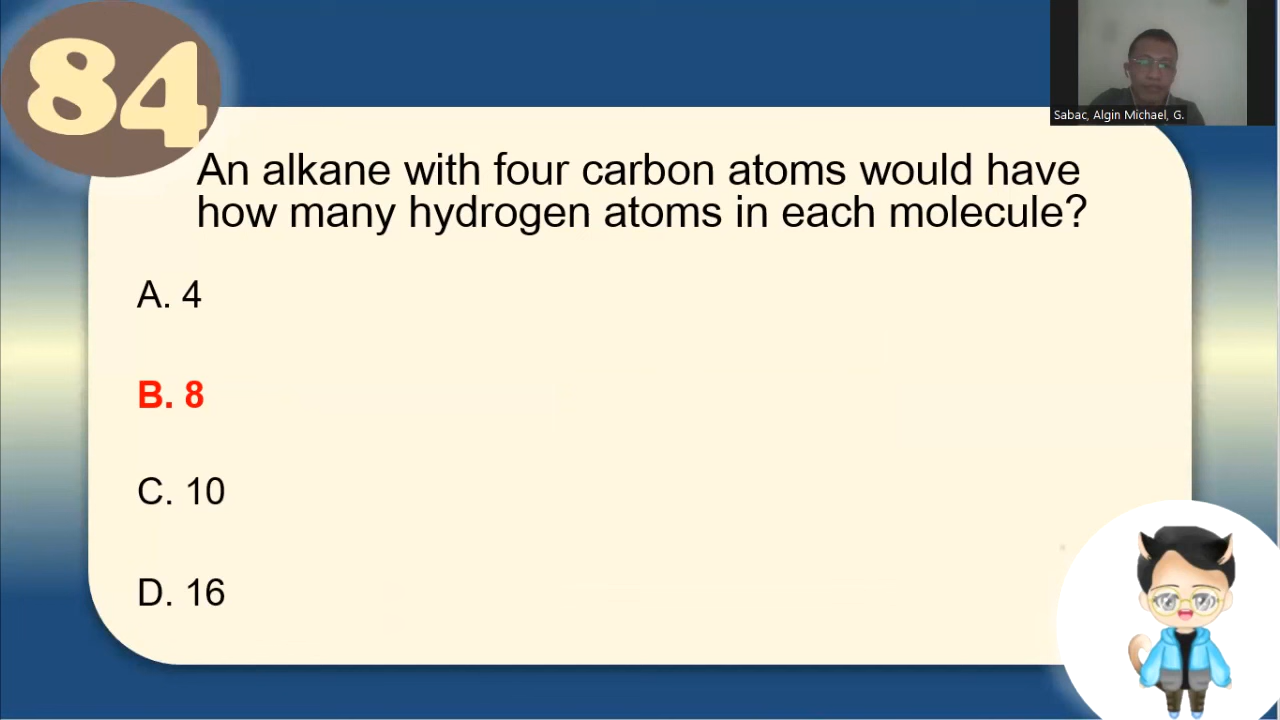 84
Sabac, Algin Michael, G.
An alkane with four carbon atoms would have
how many hydrogen atoms in each molecule?
A. 4
B. 8
C. 10
D. 16